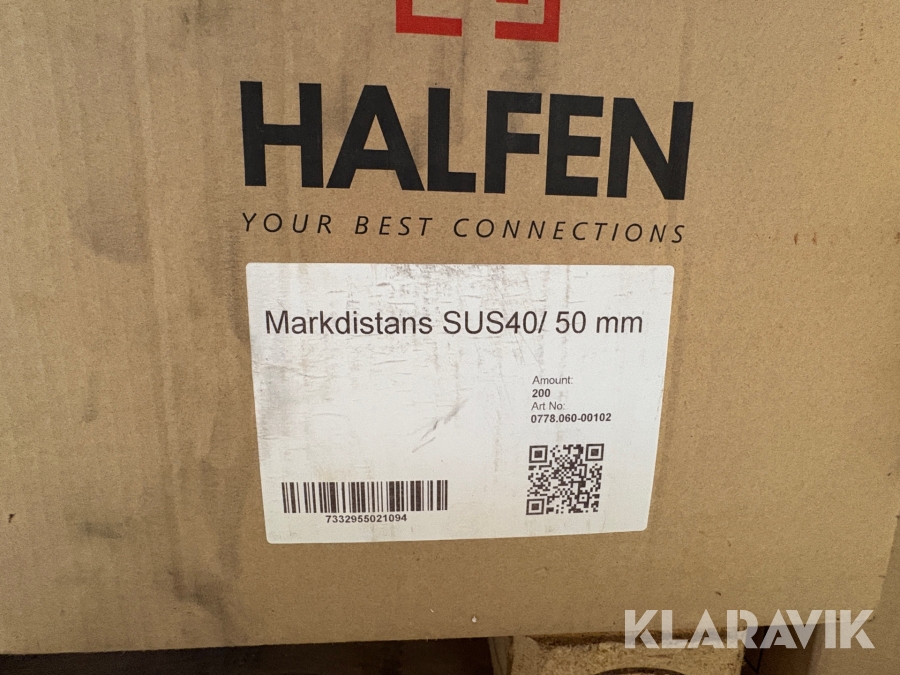 HALFEN
YOUR BEST CONNECTIONS
Markdistans SUS40/ 50 mm
Amount:
200
Art No:
0778.060-00102
7332955021094
KLARAVIK